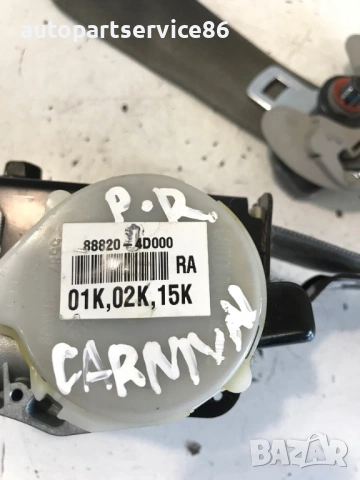 autopartservice86
P.R.
88820-4D000
RA
01K,02K,15K
CARNIVAL
BAZAR